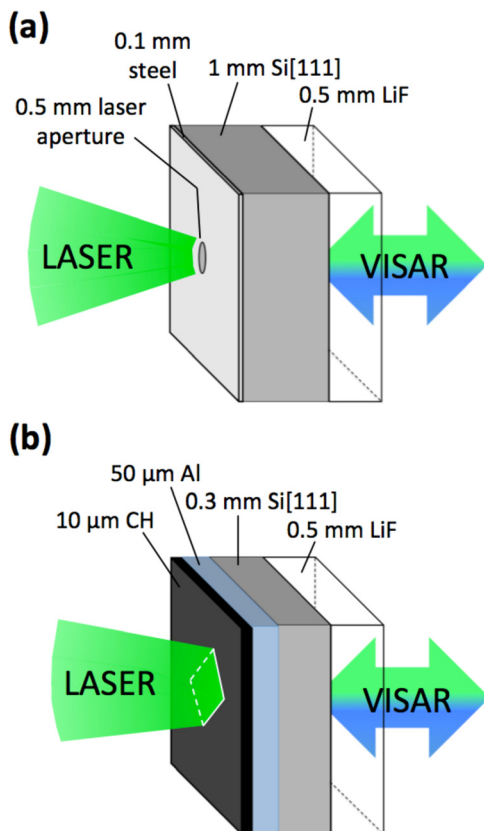 (a)
0.1 mm
steel
1 mm Si[111]
0.5 mm LiF
0.5 mm laser
aperture
LASER
VISAR
(b)
50 μm Al
0.3 mm Si[111]
10 μm CH
0.5 mm LiF
LASER
VISAR